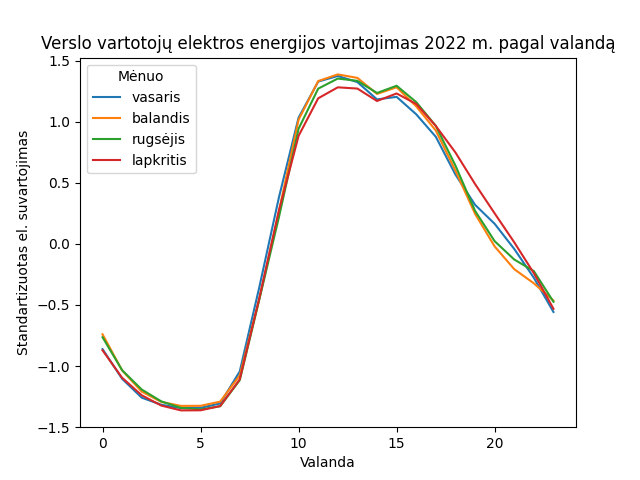 Verslo vartotojų elektros energijos vartojimas 2022 m. pagal valandą
Mėnuo
vasaris
balandis
rugsėjis
lapkritis
Standartizuotas el. suvartojimas
1.5
1.0
0.5
0.0
−0.5
−1.0
−1.5
0
5
10
15
20
Valanda